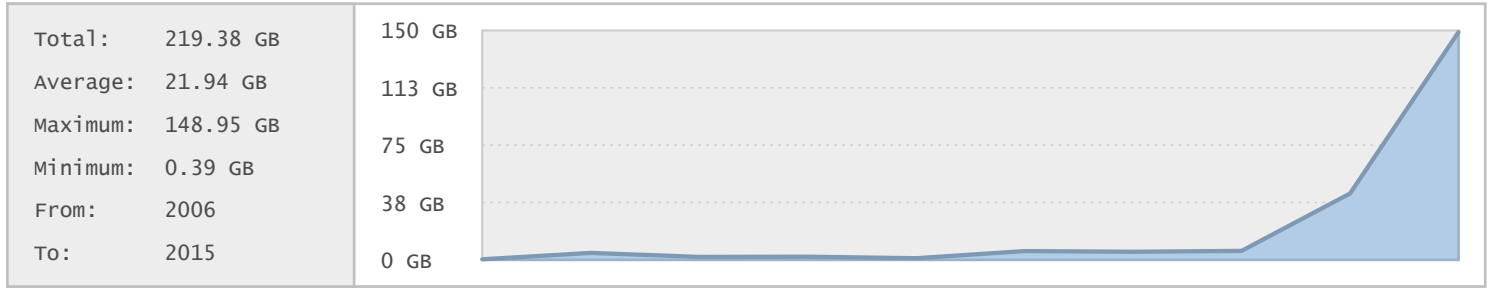 Total: 219.38 GB
Average: 21.94 GB
Maximum: 148.95 GB
Minimum: 0.39 GB
From: 2006
To: 2015
150 GB
113 GB
75 GB
38 GB
0 GB